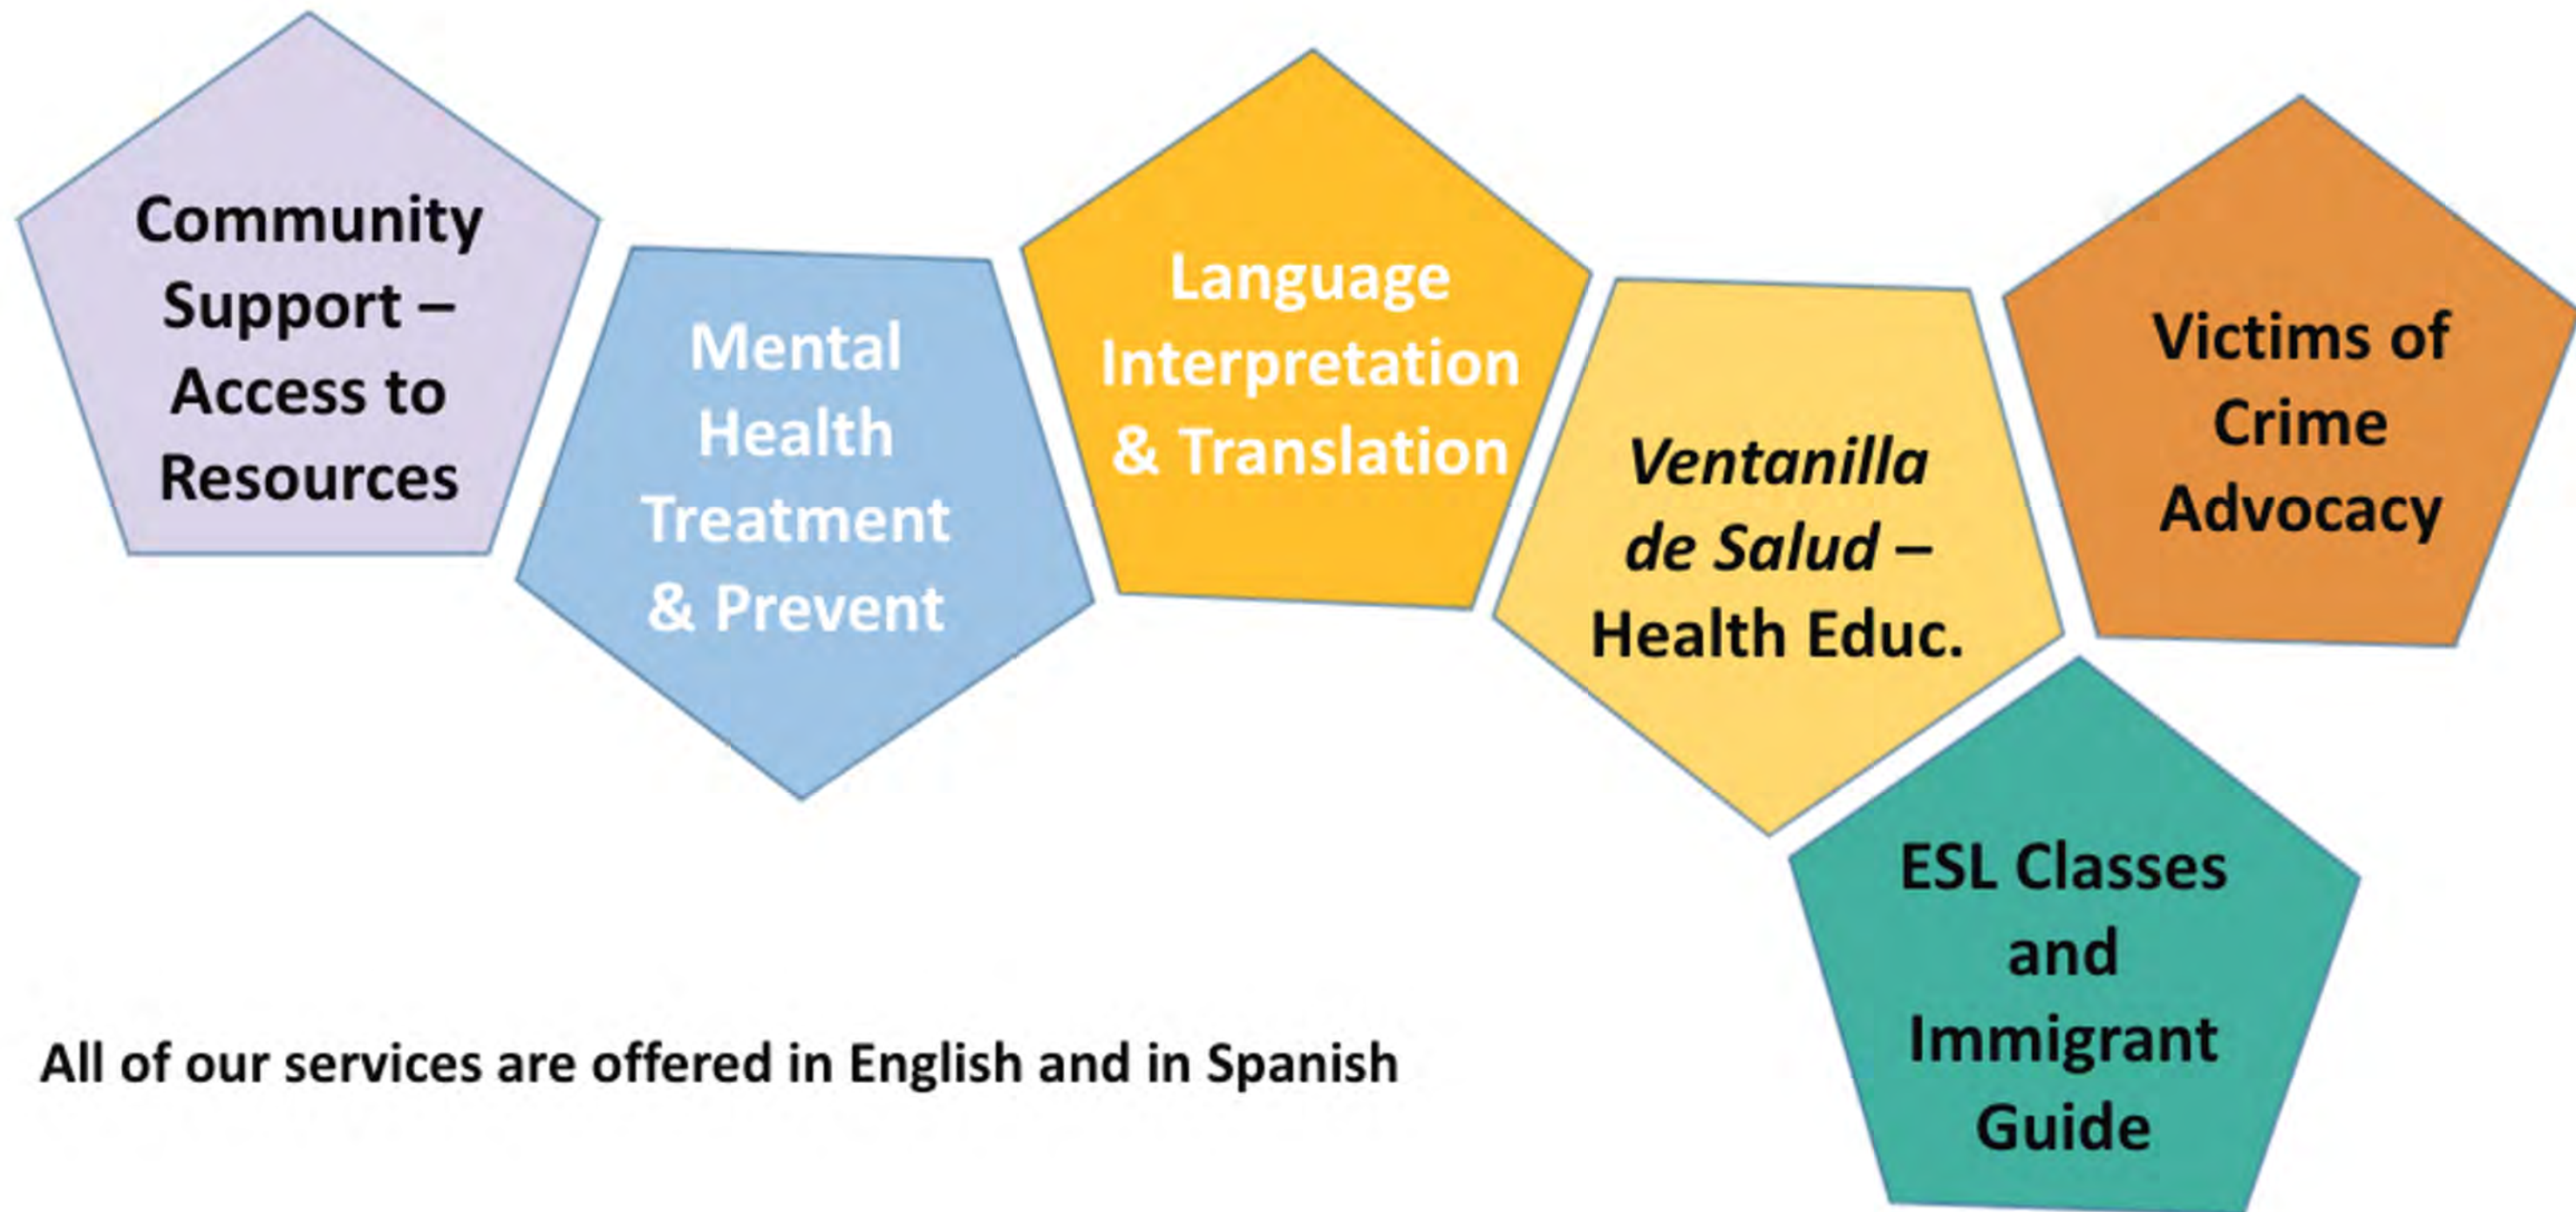 Community
Support –
Access to
Resources
Mental
Health
Treatment
& Prevent
Language
Interpretation
& Translation
Ventanilla
de Salud –
Health Educ.
Victims of
Crime
Advocacy
ESL Classes
and
Immigrant
Guide
All of our services are offered in English and in Spanish